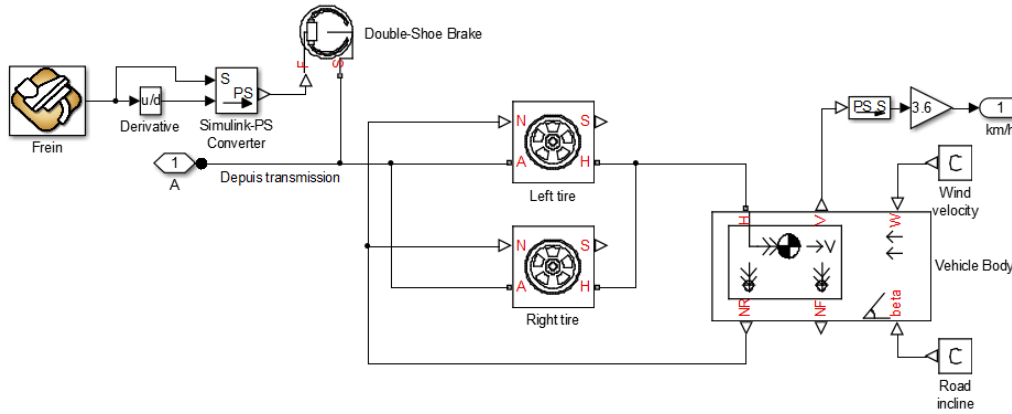 Double-Shoe Brake
F
S
S
PS
u/d
Derivative
Simulink-PS
Converter
Frein
1
A
Depuis transmission
N
S
A
H
Left tire
N
S
A
H
Right tire
PS S
3.6
1
km/h
C
Wind
velocity
H
V
W
V
NR
NF
beta
Vehicle Body
C
Road
incline